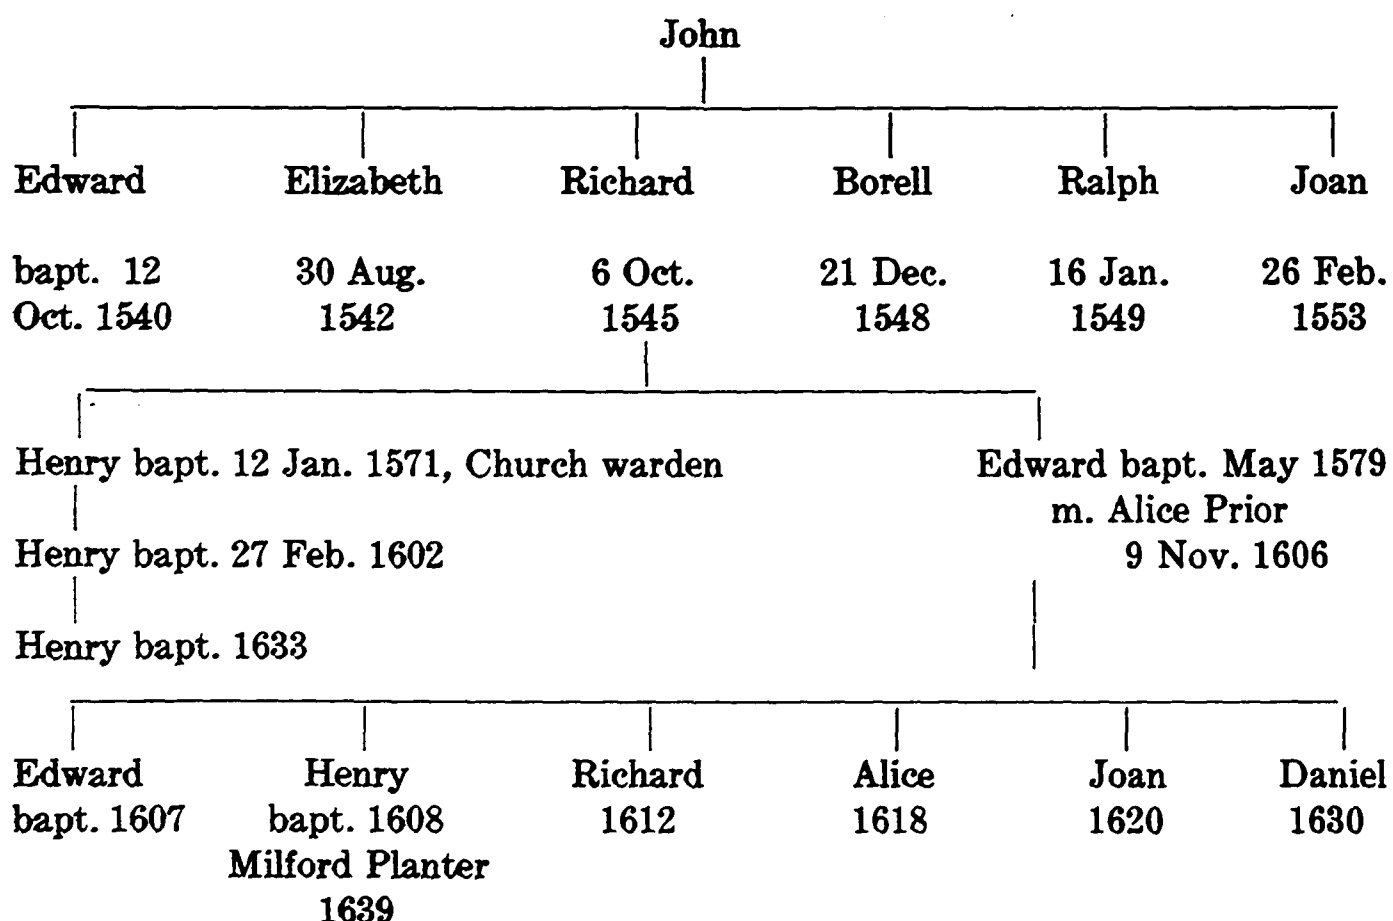 John
Edward Elizabeth Richard Borell Ralph Joan
bapt. 12 30 Aug. 6 Oct. 21 Dec. 16 Jan. 26 Feb.
Oct. 1540 1542 1545 1548 1549 1553
Henry bapt. 12 Jan. 1571, Church warden Edward bapt. May 1579
m. Alice Prior
Henry bapt. 27 Feb. 1602 9 Nov. 1606
Henry bapt. 1633
Edward Henry Richard Alice Joan Daniel
bapt. 1607 bapt. 1608 1612 1618 1620 1630
Milford Planter
1639